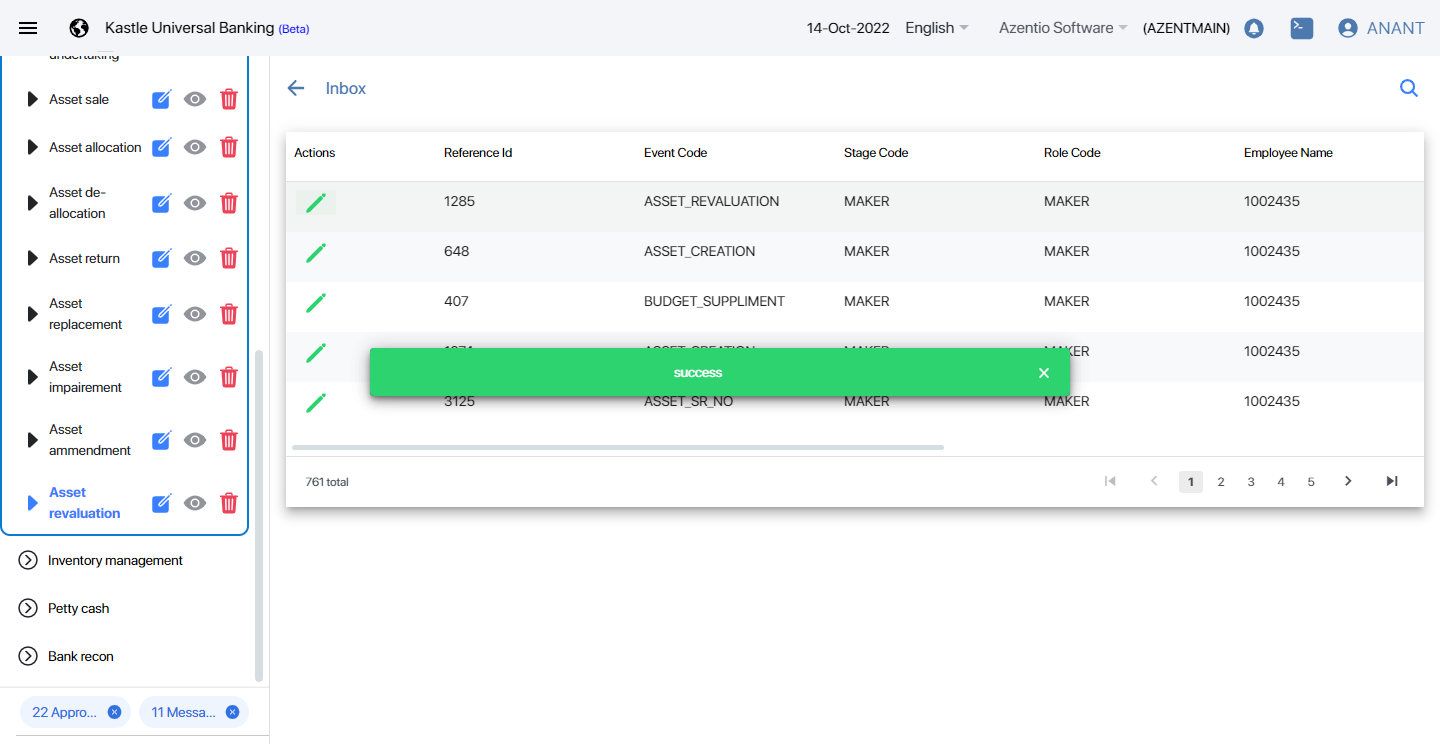 Kastle Universal Banking (Beta)
14-Oct-2022 English Azentio Software (AZENTMAIN) ANANT
undertaking
Asset sale
Asset allocation
Asset de-
allocation
Asset return
Asset
replacement
Asset
impairement
Asset
ammendment
Asset
revaluation
Inventory management
Petty cash
Bank recon
22 Appro...
11 Messa...
Inbox
Actions Reference Id Event Code Stage Code Role Code Employee Name
1285 ASSET_REVALUATION MAKER MAKER 1002435
648 ASSET_CREATION MAKER MAKER 1002435
407 BUDGET_SUPPLIMENT MAKER MAKER 1002435
ASSET_CREATION MAKER MAKER 1002435
success
3125 ASSET_SR_NO MAKER MAKER 1002435
761 total
1 2 3 4 5